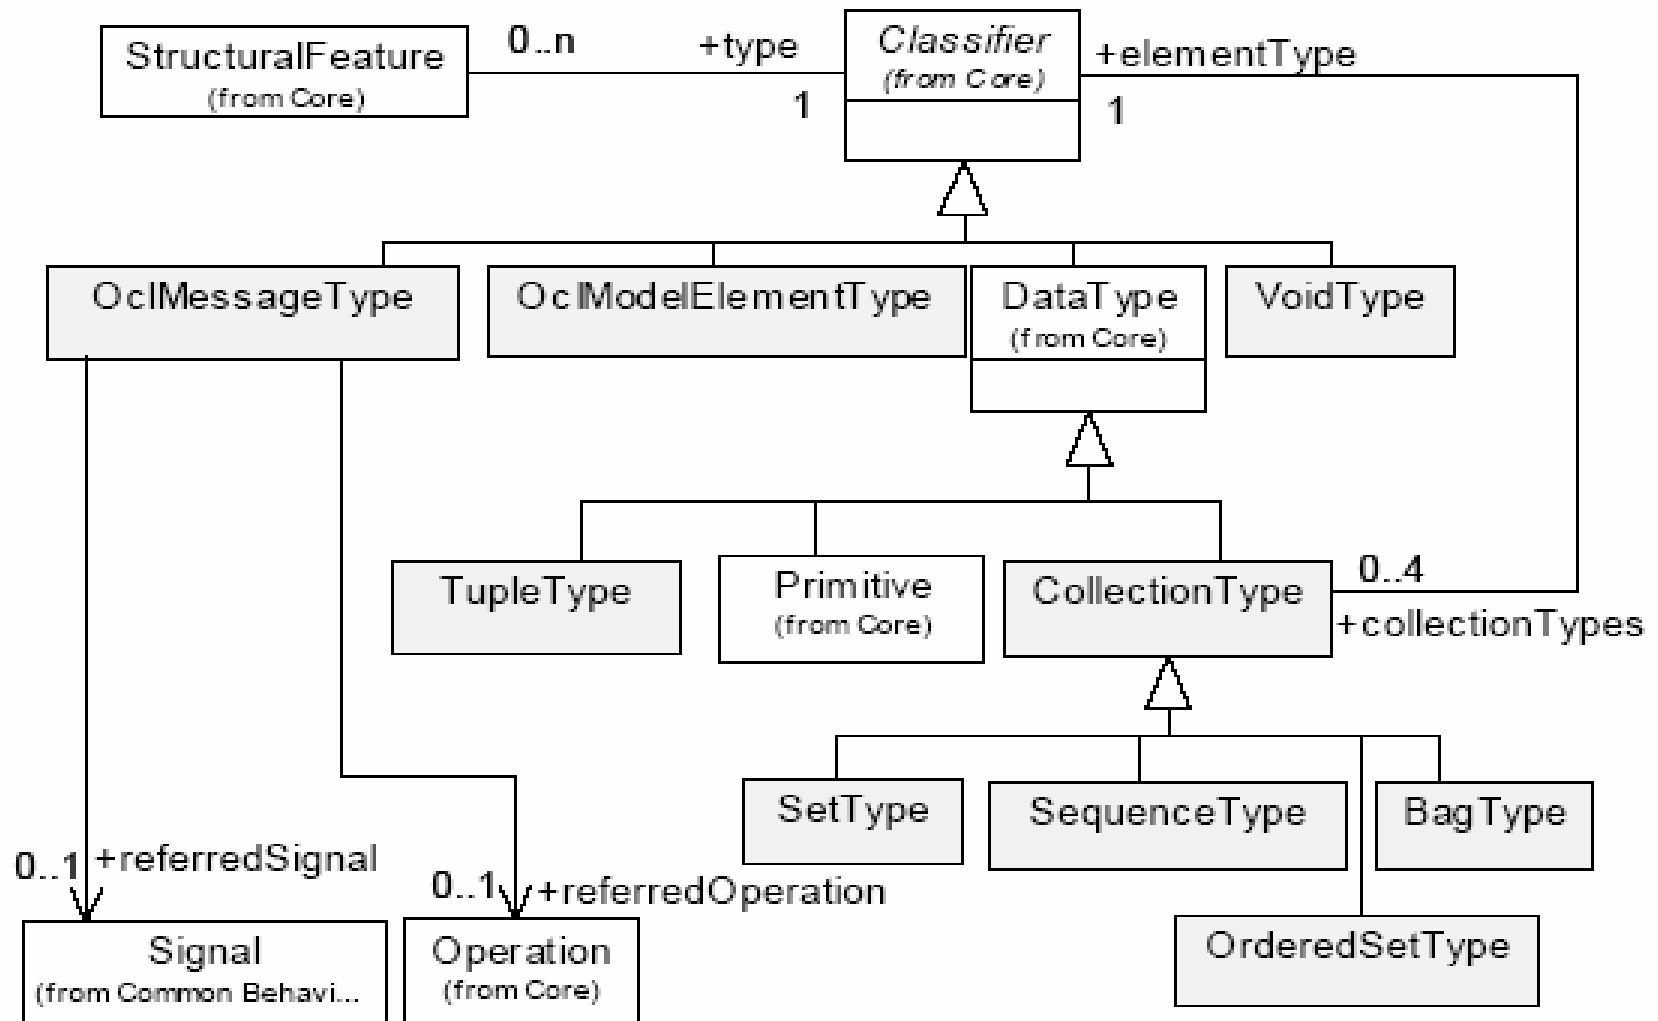 StructuralFeature
(from Core)
0..n
+type
1
Classifier
(from Core)
+elementType
1
OclMessageType
OclModelElementType
DataType
(from Core)
VoidType
TupleType
Primitive
(from Core)
CollectionType
0..4
+collectionTypes
SetType
SequenceType
BagType
OrderedSetType
0..1
+referredSignal
0..1
+referredOperation
Signal
(from Common Behavi...
Operation
(from Core)